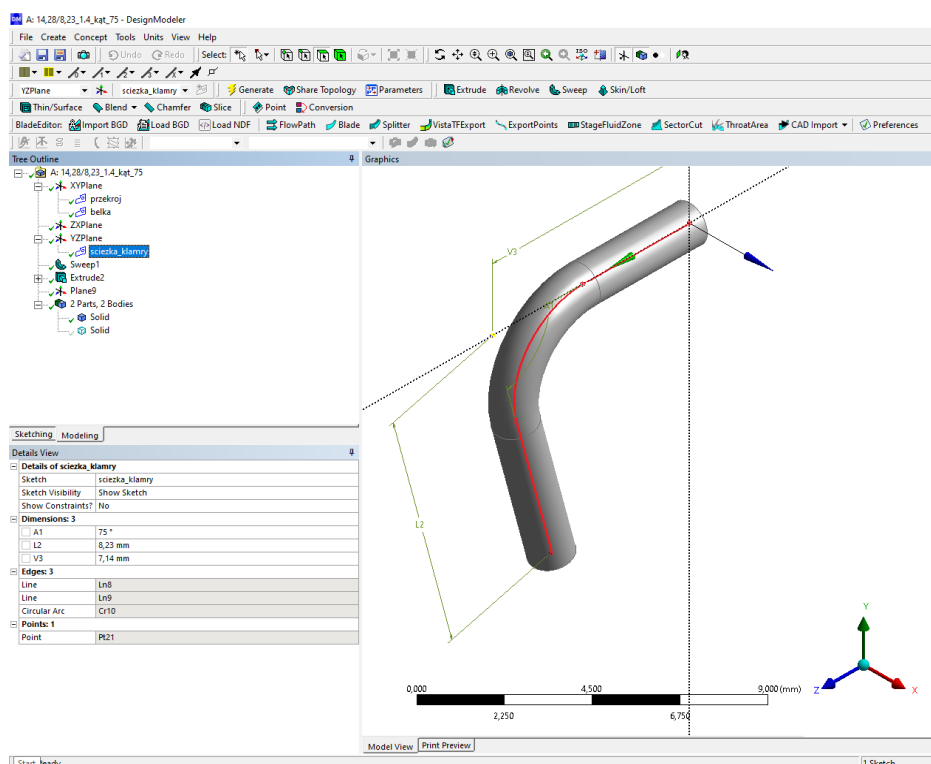 DM A: 14,28/8,23_1.4_kąt_75 - DesignModeler
File Create Concept Tools Units View Help
Undo Redo Select: ISO
YZPlane sciezka_klamry Generate Share Topology Parameters Extrude Revolve Sweep Skin/Loft
Thin/Surface Blend Chamfer Slice Point Conversion
BladeEditor: Import BGD Load BGD Load NDF FlowPath Blade Splitter VistaTFExport ExportPoints StageFluidZone SectorCut ThroatArea CAD Import Preferences
Tree Outline
Graphics
A: 14,28/8,23_1.4_kąt_75
XYPlane
przekroj
belka
ZXPlane
YZPlane
sciezka_klamry
Sweep1
Extrude2
Plane9
2 Parts, 2 Bodies
Solid
Solid
Sketching Modeling
Details View
Details of sciezka_klamry
Sketch sciezka_klamry
Sketch Visibility Show Sketch
Show Constraints? No
Dimensions: 3
A1 75 °
L2 8,23 mm
V3 7,14 mm
Edges: 3
Line Ln8
Line Ln9
Circular Arc Cr10
Points: 1
Point Pt21
V3
L2
Y
Z
X
0,000 4,500 9,000 (mm)
2,250 6,750
Model View Print Preview
1 Sketch